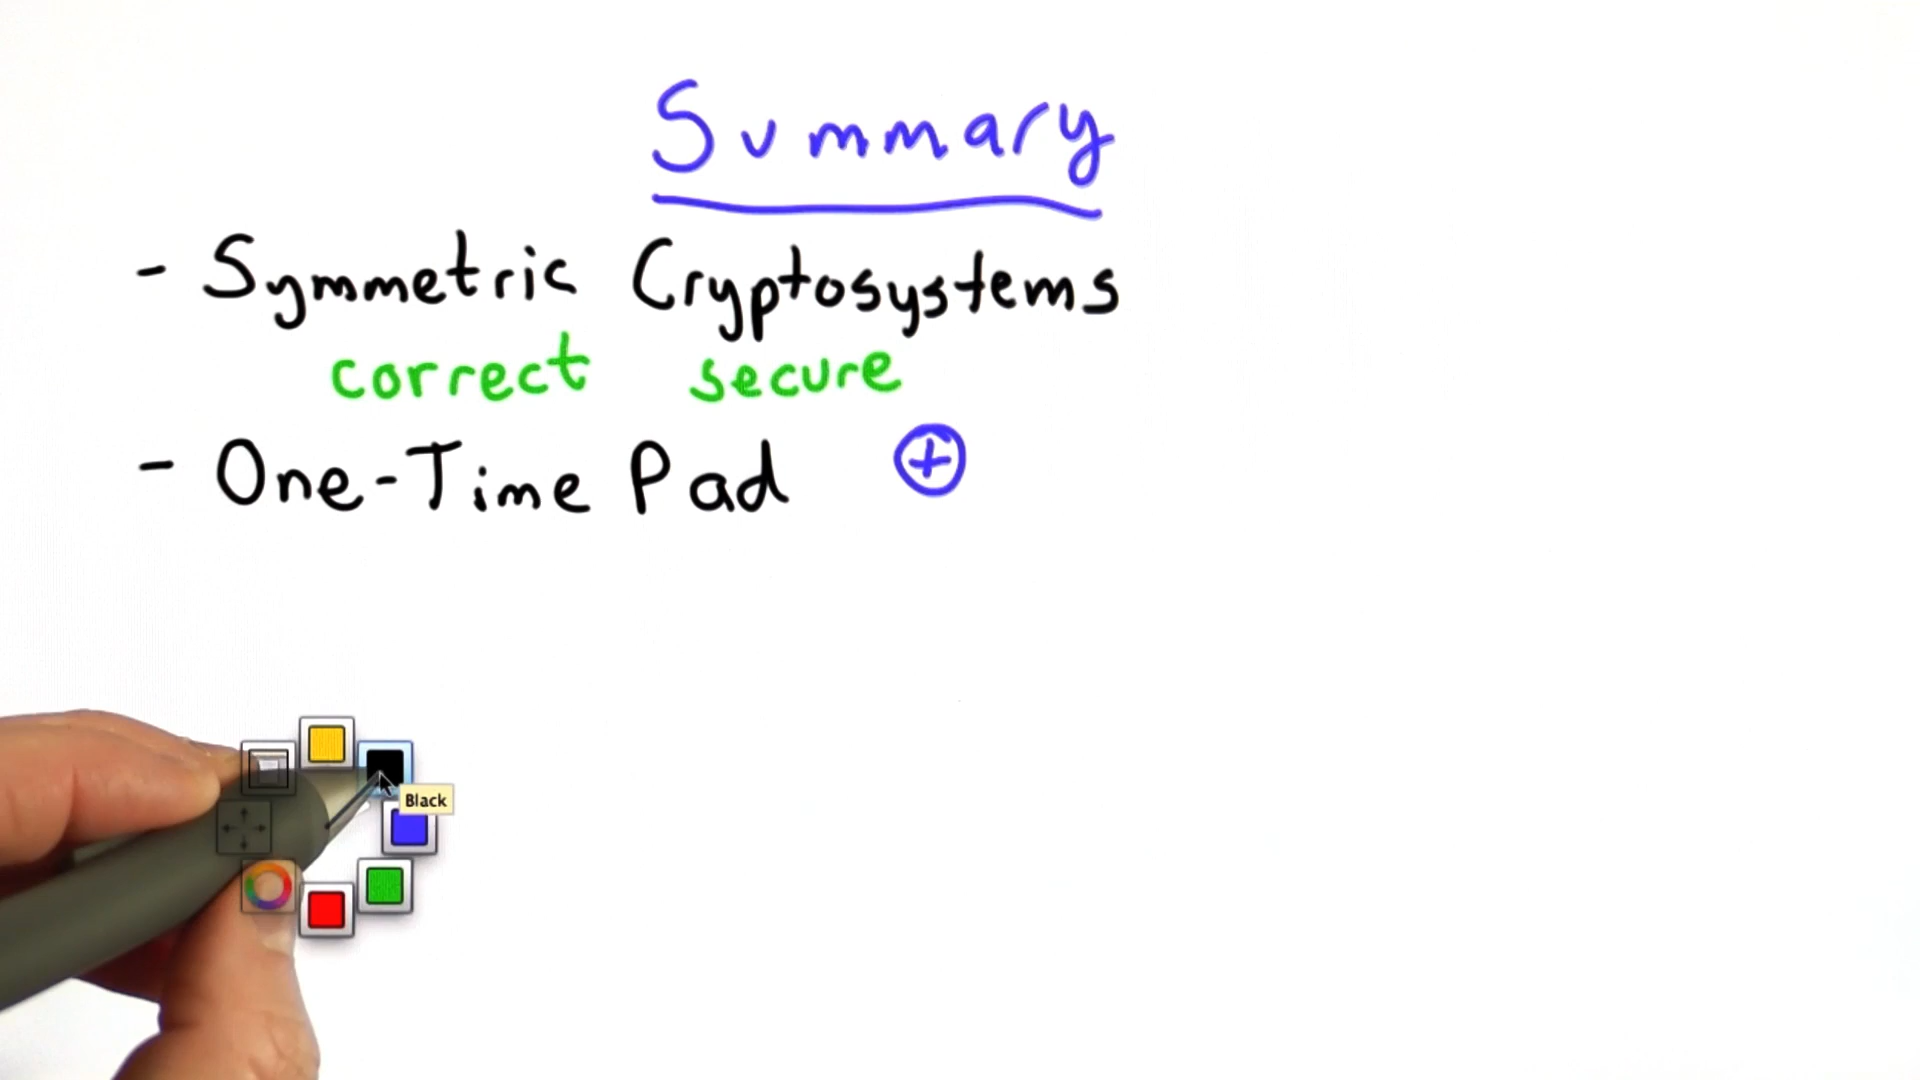 Summary
- Symmetric Cryptosystems
correct secure
- One-Time Pad ⊕
Black